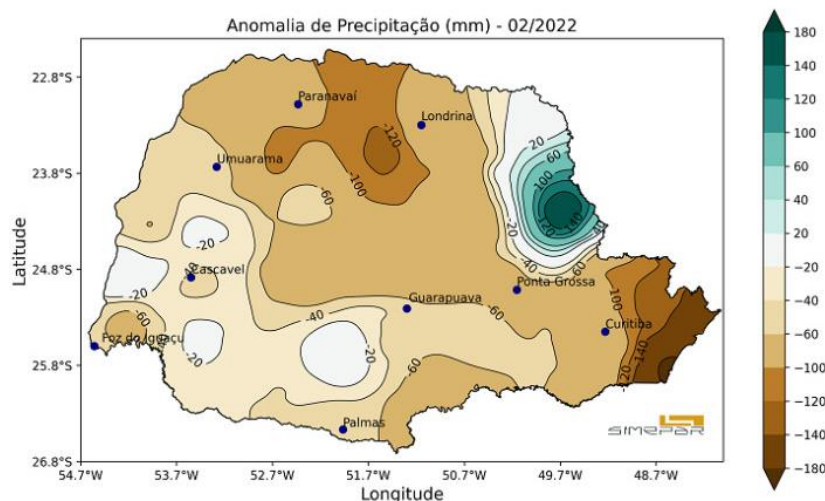 Anomalia de Precipitação (mm) - 02/2022
Latitude
22.8°S
23.8°S
24.8°S
25.8°S
26.8°S
54.7°W 53.7°W 52.7°W 51.7°W 50.7°W 49.7°W 48.7°W
Longitude
Paranavaí
Londrina
Umuarama
Cascavel
Guarapuava
Ponta Grossa
Foz do Iguaçu
Curitiba
Palmas
-120
-100
-60
-20
-20
-60
-20
-40
-20
-60
-60
20
60
100
120
140
-20
-40
-60
100
-120
140
SIMEPAR
180
140
120
100
80
60
40
20
−20
−40
−60
−80
−100
−120
−140
−180